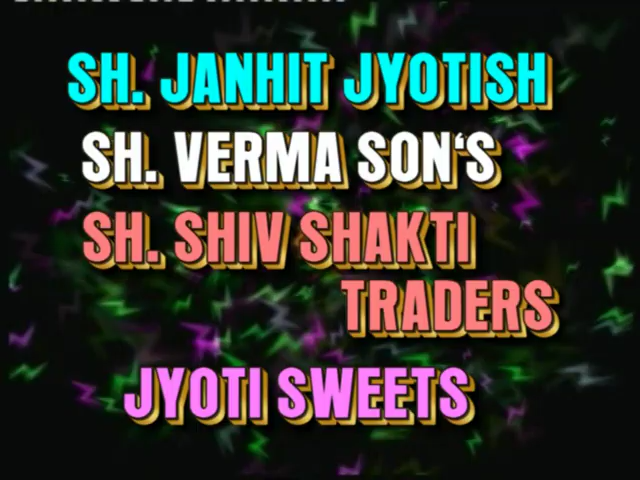 SH. JANHIT JYOTISH
SH. VERMA SON‘S
SH. SHIV SHAKTI
TRADERS
JYOTI SWEETS